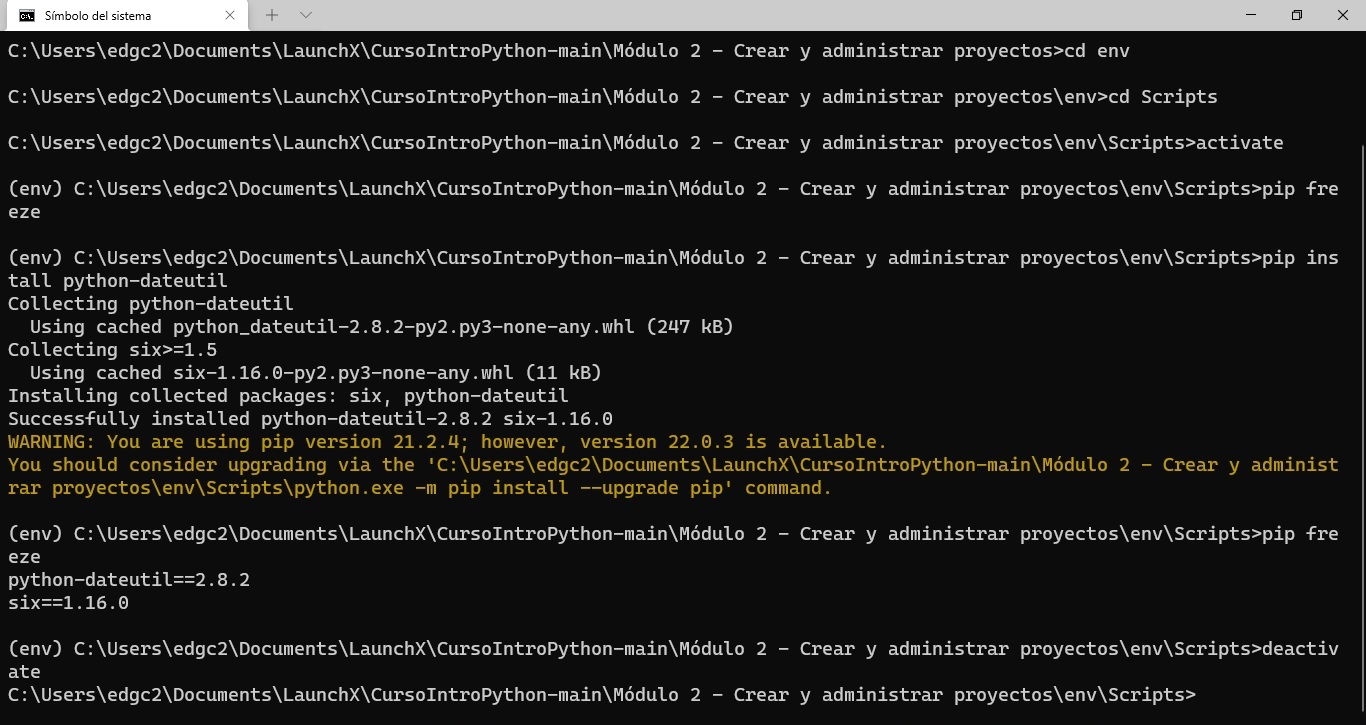 Símbolo del sistema
C:\Users\edgc2\Documents\LaunchX\CursoIntroPython-main\Módulo 2 - Crear y administrar proyectos>cd env
C:\Users\edgc2\Documents\LaunchX\CursoIntroPython-main\Módulo 2 - Crear y administrar proyectos\env>cd Scripts
C:\Users\edgc2\Documents\LaunchX\CursoIntroPython-main\Módulo 2 - Crear y administrar proyectos\env\Scripts>activate
(env) C:\Users\edgc2\Documents\LaunchX\CursoIntroPython-main\Módulo 2 - Crear y administrar proyectos\env\Scripts>pip fre
eze
(env) C:\Users\edgc2\Documents\LaunchX\CursoIntroPython-main\Módulo 2 - Crear y administrar proyectos\env\Scripts>pip ins
tall python-dateutil
Collecting python-dateutil
  Using cached python_dateutil-2.8.2-py2.py3-none-any.whl (247 kB)
Collecting six>=1.5
  Using cached six-1.16.0-py2.py3-none-any.whl (11 kB)
Installing collected packages: six, python-dateutil
Successfully installed python-dateutil-2.8.2 six-1.16.0
WARNING: You are using pip version 21.2.4; however, version 22.0.3 is available.
You should consider upgrading via the 'C:\Users\edgc2\Documents\LaunchX\CursoIntroPython-main\Módulo 2 - Crear y administ
rar proyectos\env\Scripts\python.exe -m pip install --upgrade pip' command.
(env) C:\Users\edgc2\Documents\LaunchX\CursoIntroPython-main\Módulo 2 - Crear y administrar proyectos\env\Scripts>pip fre
eze
python-dateutil==2.8.2
six==1.16.0
(env) C:\Users\edgc2\Documents\LaunchX\CursoIntroPython-main\Módulo 2 - Crear y administrar proyectos\env\Scripts>deactiv
ate
C:\Users\edgc2\Documents\LaunchX\CursoIntroPython-main\Módulo 2 - Crear y administrar proyectos\env\Scripts>